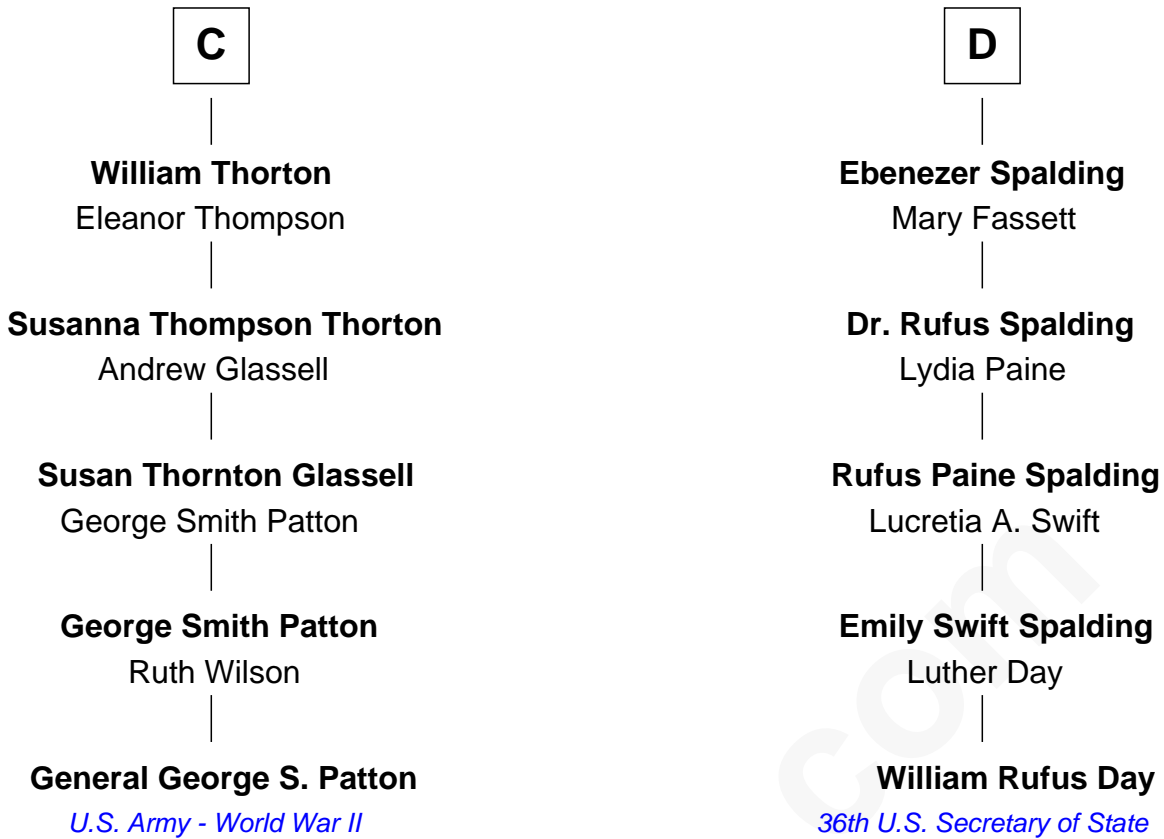 C
William Thorton
Eleanor Thompson
Susanna Thompson Thorton
Andrew Glassell
Susan Thornton Glassell
George Smith Patton
George Smith Patton
Ruth Wilson
General George S. Patton
U.S. Army - World War II
D
Ebenezer Spalding
Mary Fassett
Dr. Rufus Spalding
Lydia Paine
Rufus Paine Spalding
Lucretia A. Swift
Emily Swift Spalding
Luther Day
William Rufus Day
36th U.S. Secretary of State
com